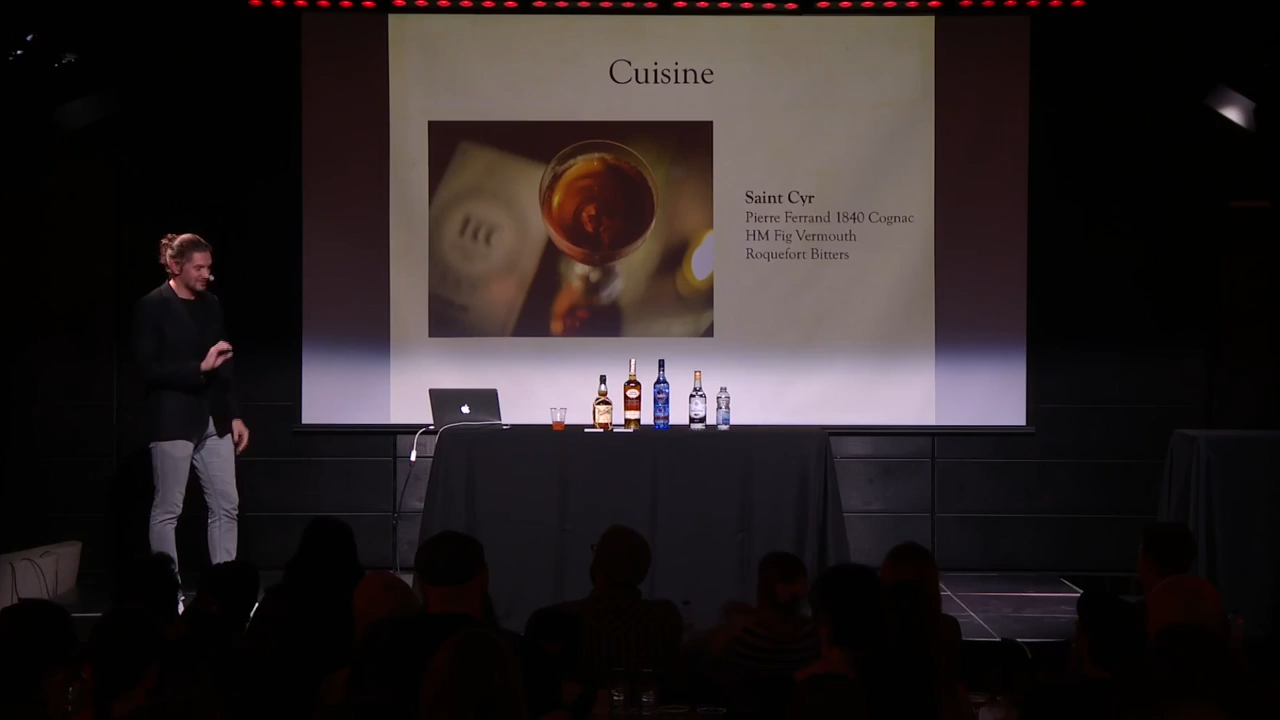 Cuisine
Saint Cyr
Pierre Ferrand 1840 Cognac
HM Fig Vermouth
Roquefort Bitters